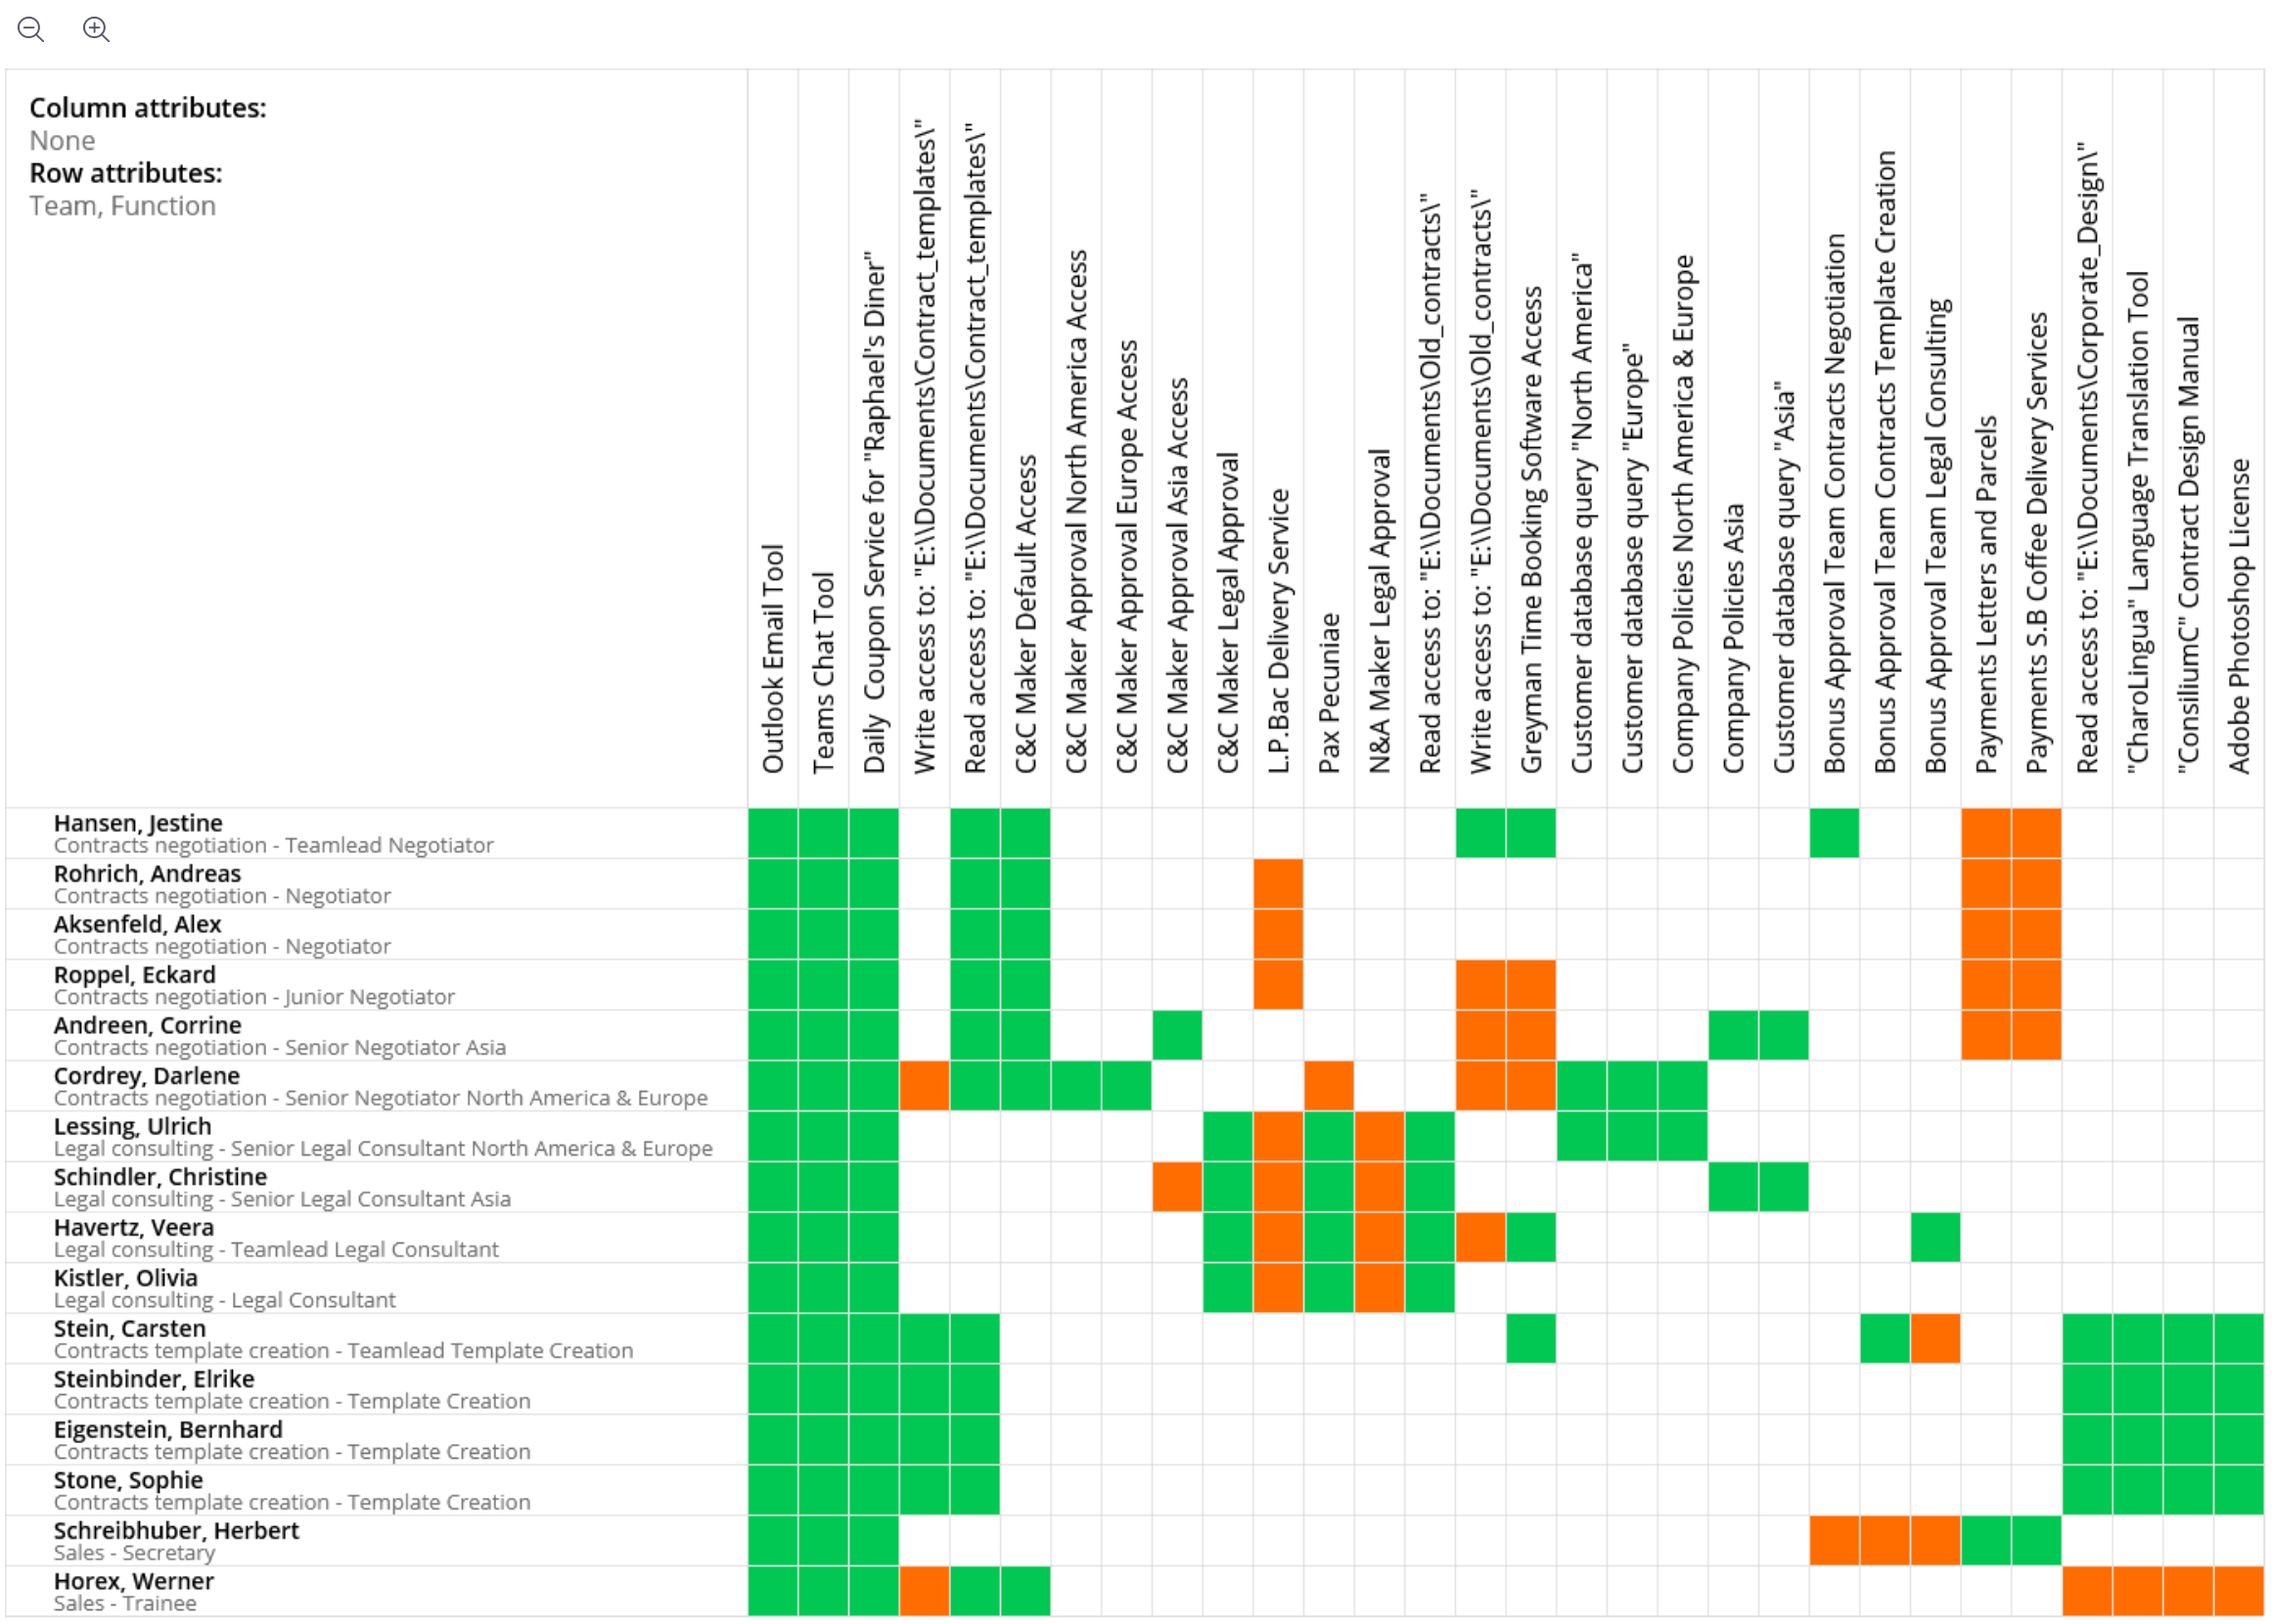 Column attributes:
None
Row attributes:
Team, Function
Outlook Email Tool
Teams Chat Tool
Daily  Coupon Service for "Raphael's Diner"
Write access to: "E:\\Documents\Contract_templates\"
Read access to: "E:\\Documents\Contract_templates\"
C&C Maker Default Access
C&C Maker Approval North America Access
C&C Maker Approval Europe Access
C&C Maker Approval Asia Access
C&C Maker Legal Approval
L.P.Bac Delivery Service
Pax Pecuniae
N&A Maker Legal Approval
Read access to: "E:\\Documents\Old_contracts\"
Write access to: "E:\\Documents\Old_contracts\"
Greyman Time Booking Software Access
Customer database query "North America"
Customer database query "Europe"
Company Policies North America & Europe
Company Policies Asia
Customer database query "Asia"
Bonus Approval Team Contracts Negotiation
Bonus Approval Team Contracts Template Creation
Bonus Approval Team Legal Consulting
Payments Letters and Parcels
Payments S.B Coffee Delivery Services
Read access to: "E:\\Documents\Corporate_Design\"
"CharoLingua" Language Translation Tool
"ConsiliumC" Contract Design Manual
Adobe Photoshop License
Hansen, Jestine
Contracts negotiation - Teamlead Negotiator
Rohrich, Andreas
Contracts negotiation - Negotiator
Aksenfeld, Alex
Contracts negotiation - Negotiator
Roppel, Eckard
Contracts negotiation - Junior Negotiator
Andreen, Corrine
Contracts negotiation - Senior Negotiator Asia
Cordrey, Darlene
Contracts negotiation - Senior Negotiator North America & Europe
Lessing, Ulrich
Legal consulting - Senior Legal Consultant North America & Europe
Schindler, Christine
Legal consulting - Senior Legal Consultant Asia
Havertz, Veera
Legal consulting - Teamlead Legal Consultant
Kistler, Olivia
Legal consulting - Legal Consultant
Stein, Carsten
Contracts template creation - Teamlead Template Creation
Steinbinder, Elrike
Contracts template creation - Template Creation
Eigenstein, Bernhard
Contracts template creation - Template Creation
Stone, Sophie
Contracts template creation - Template Creation
Schreibhuber, Herbert
Sales - Secretary
Horex, Werner
Sales - Trainee